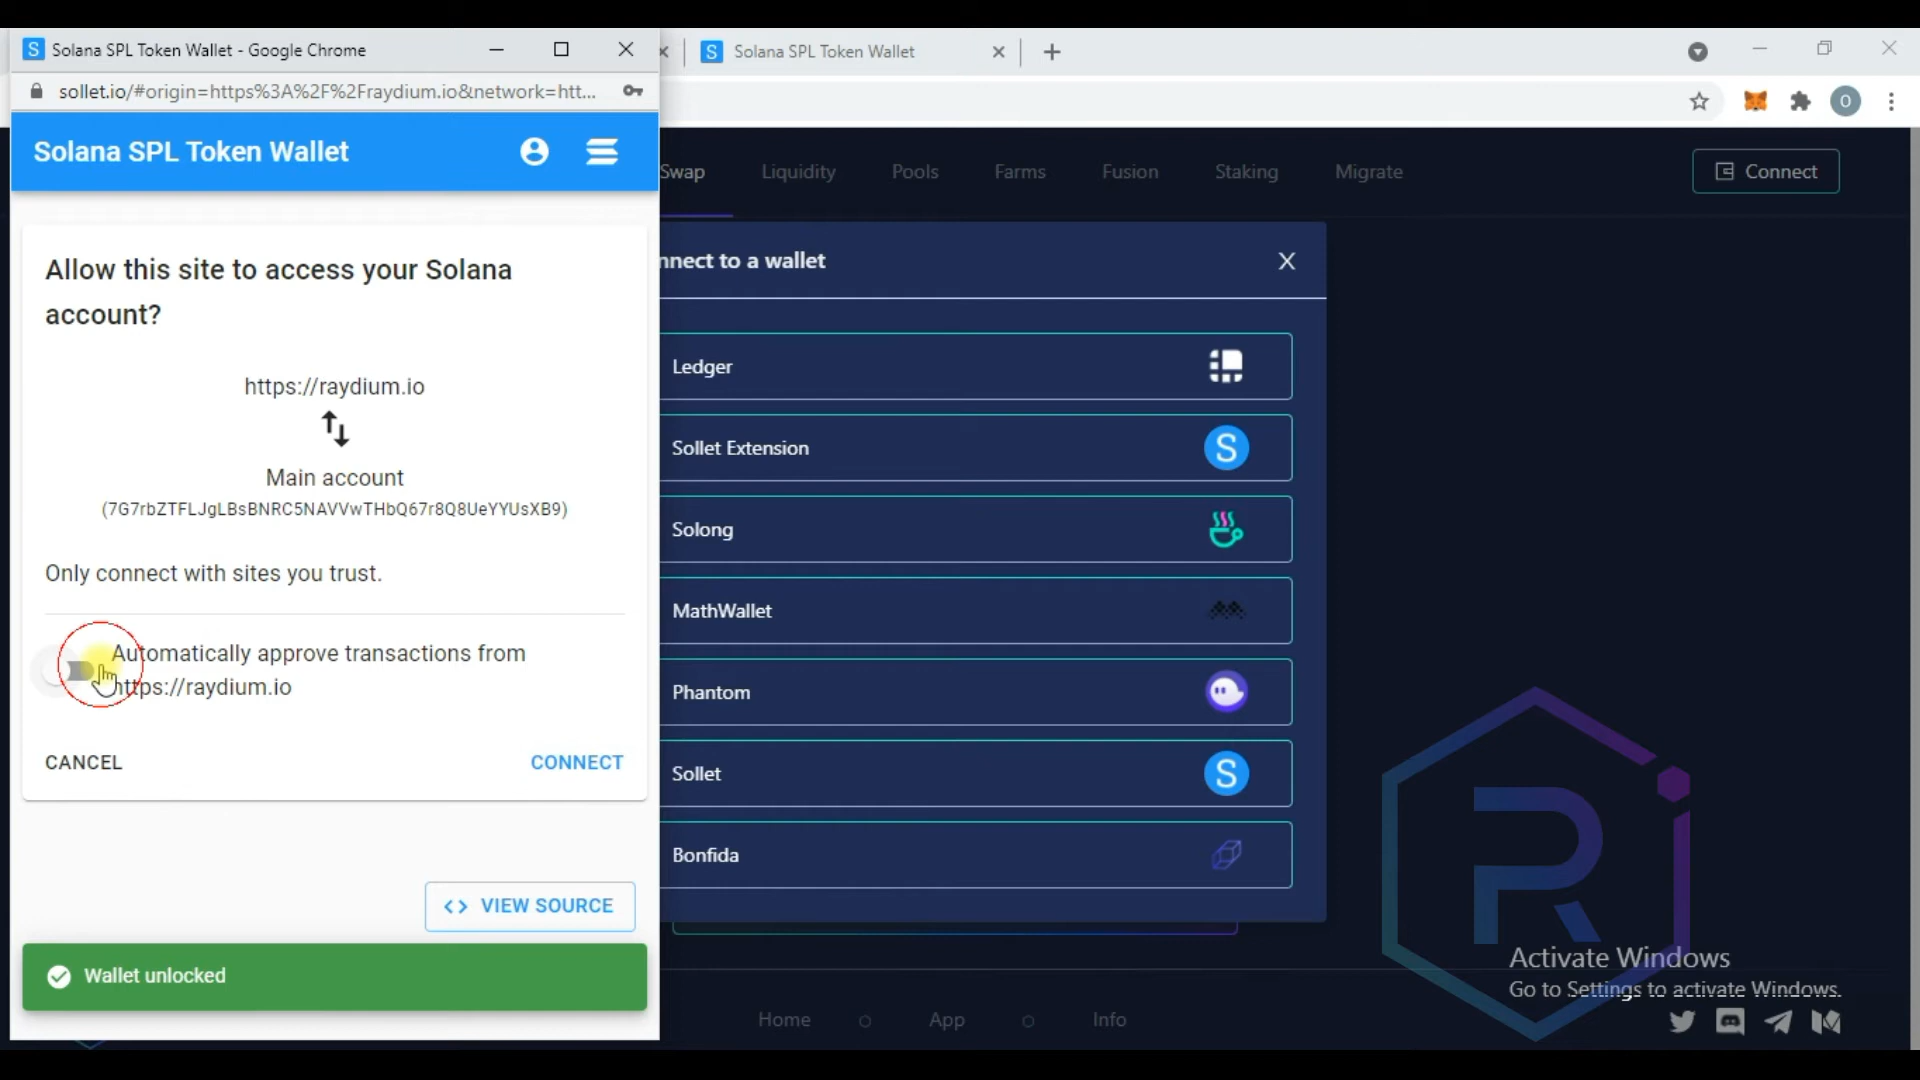 Solana SPL Token Wallet - Google Chrome
Solana SPL Token Wallet
sollet.io/#origin=https%3A%2F%2Fraydium.io&network=htt...
O
Solana SPL Token Wallet
Swap
Liquidity
Pools
Farms
Fusion
Staking
Migrate
Connect
Allow this site to access your Solana
account?
https://raydium.io
Main account
(7G7rbZTFLJgLBsBNRC5NAVVwTHbQ67r8Q8UeYYUsXB9)
Only connect with sites you trust.
Automatically approve transactions from
https://raydium.io
CANCEL
CONNECT
<> VIEW SOURCE
Wallet unlocked
nnect to a wallet
X
Ledger
Sollet Extension
Solong
MathWallet
Phantom
Sollet
Bonfida
Activate Windows
Go to Settings to activate Windows.
Home
App
Info